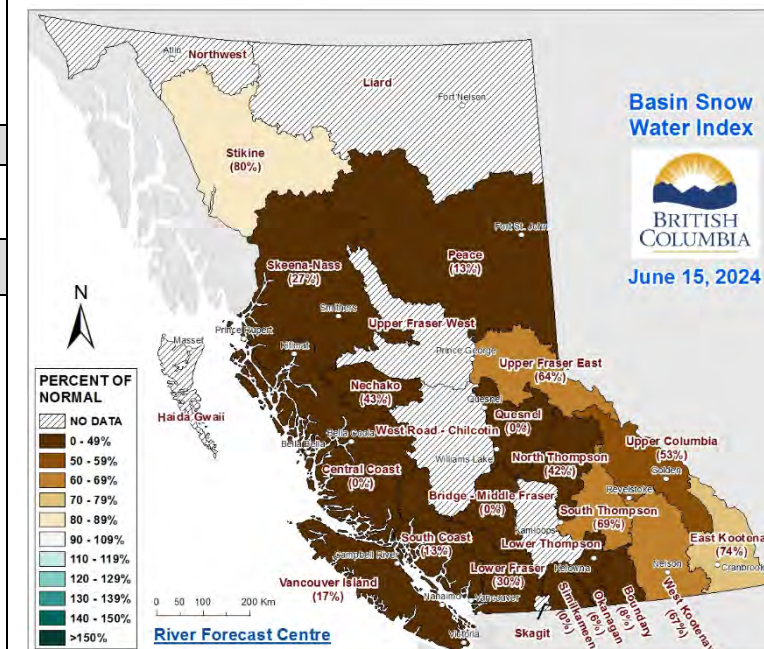 Basin Snow
Water Index
BRITISH
COLUMBIA
June 15, 2024
Atlin
Northwest
Liard
Fort Nelson
Stikine
(80%)
Fort St. John
Peace
(13%)
Skeena-Nass
(27%)
Smithers
Upper Fraser West
Prince Rupert
Kitimat
Prince George
Masset
Haida Gwaii
Upper Fraser East
(64%)
Nechako
(43%)
Quesnel
Quesnel
(0%)
West Road - Chilcotin
Bella Coola
Bella Bella
Williams Lake
North Thompson
(42%)
Upper Columbia
(53%)
Golden
Central Coast
(0%)
Revelstoke
Bridge - Middle Fraser
(0%)
South Thompson
(69%)
Kamloops
East Kootenay
(74%)
Cranbrook
South Coast
(13%)
Campbell River
Lower Thompson
Kelowna
Nelson
Lower Fraser
(30%)
Vancouver Island
(17%)
Nanaimo
Vancouver
Victoria
Skagit
Similkameen
(0%)
Okanagan
(6%)
Boundary
(8%)
West Kootenay
(67%)
N
PERCENT OF
NORMAL
NO DATA
0 - 49%
50 - 59%
60 - 69%
70 - 79%
80 - 89%
90 - 109%
110 - 119%
120 - 129%
130 - 139%
140 - 150%
>150%
0 50 100 200 Km
River Forecast Centre